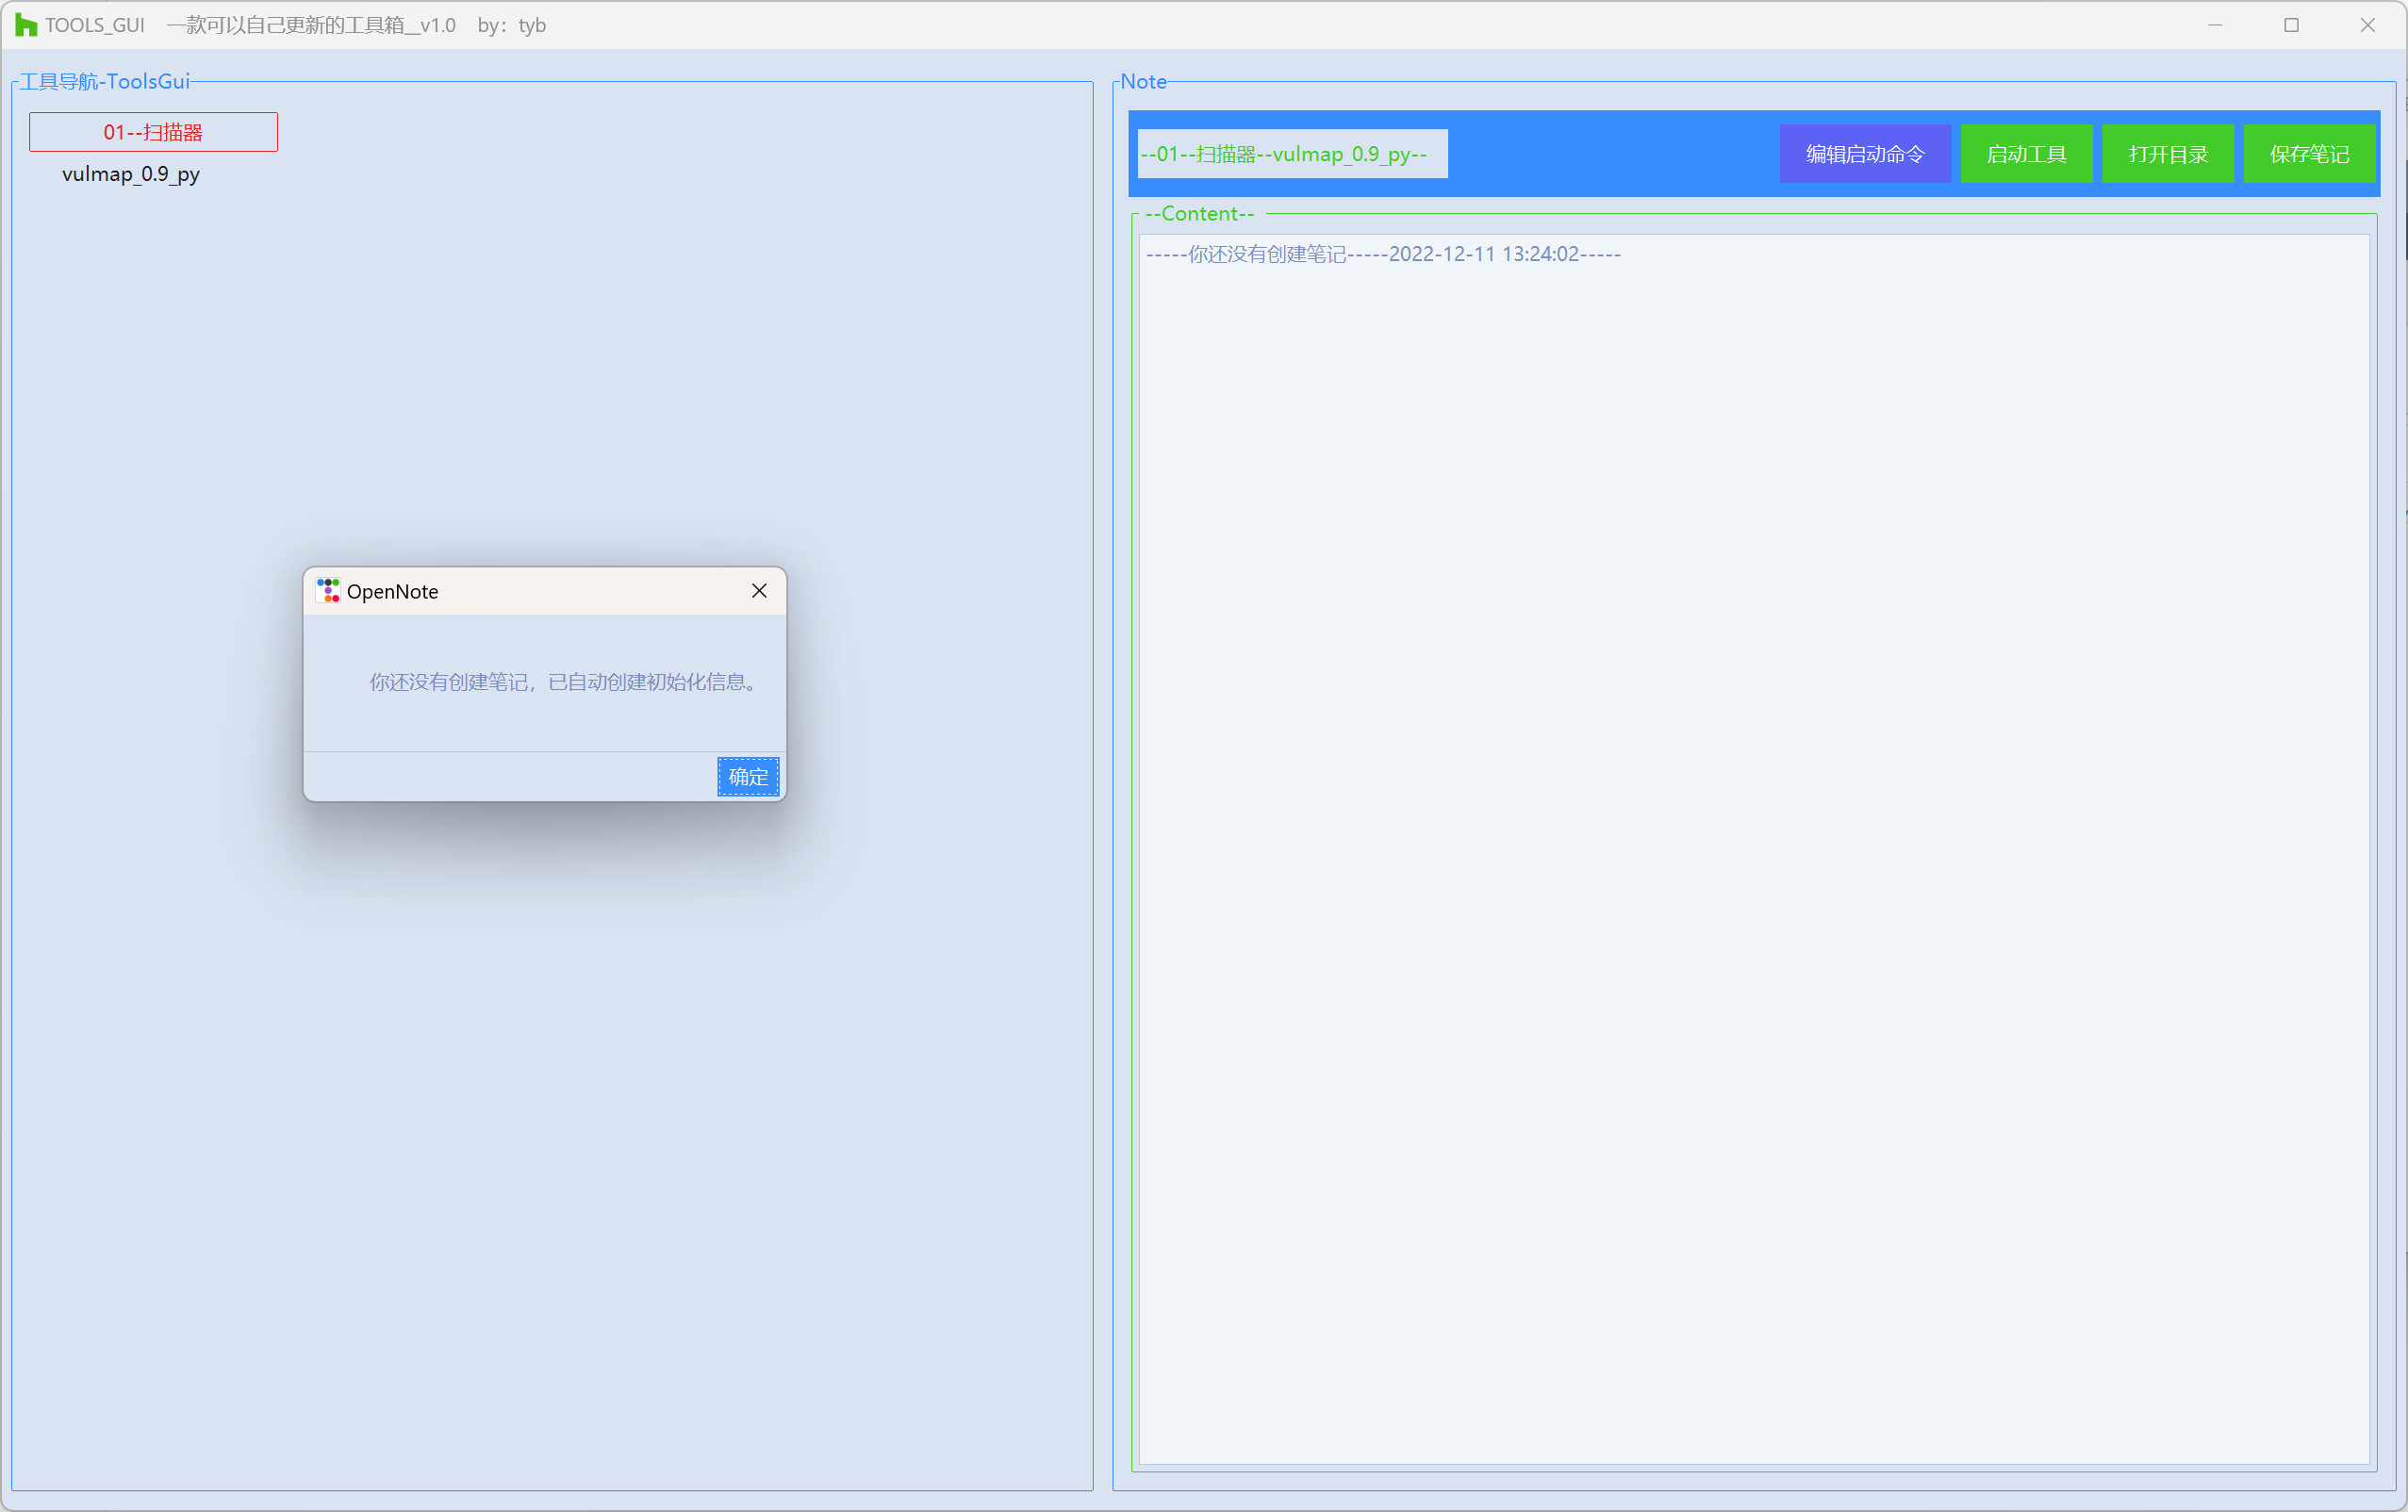 TOOLS_GUI 一款可以自己更新的工具箱__v1.0 by：tyb
工具导航-ToolsGui
01--扫描器
vulmap_0.9_py
OpenNote
你还没有创建笔记，已自动创建初始化信息。
确定
Note
--01--扫描器--vulmap_0.9_py--
编辑启动命令
启动工具
打开目录
保存笔记
--Content--
-----你还没有创建笔记-----2022-12-11 13:24:02-----